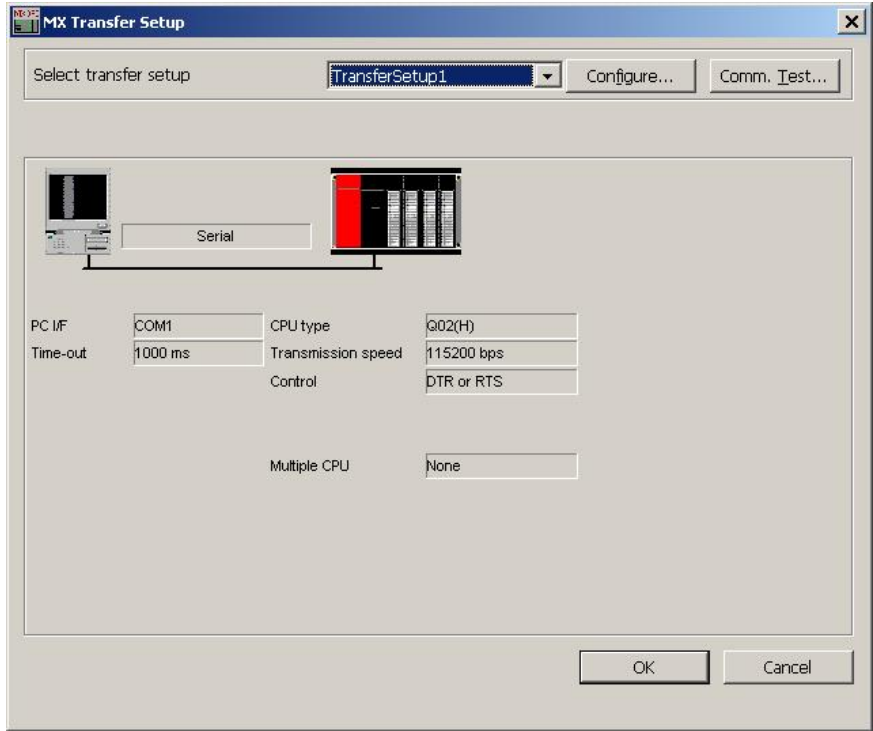 MX Transfer Setup
Select transfer setup TransferSetup1 Configure... Comm. Test...
Serial
PC I/F COM1 CPU type Q02(H)
Time-out 1000 ms Transmission speed 115200 bps
Control DTR or RTS
Multiple CPU None
OK Cancel